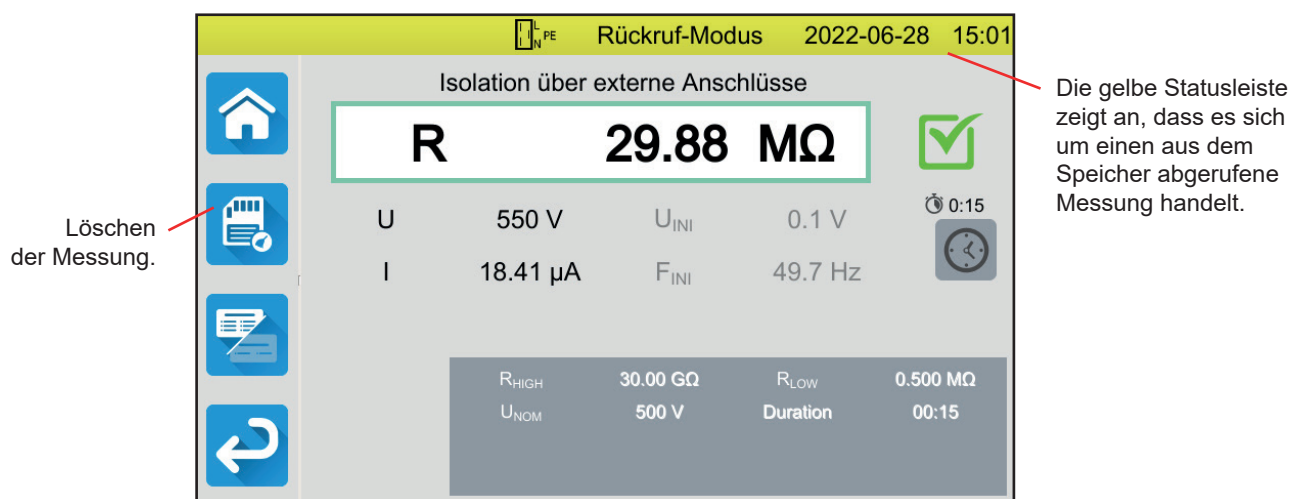 L
N PE Rückruf-Modus 2022-06-28 15:01
Isolation über externe Anschlüsse
R 29.88 MΩ
U 550 V U_INI 0.1 V
0:15
I 18.41 µA F_INI 49.7 Hz
R_HIGH 30.00 GΩ R_LOW 0.500 MΩ
U_NOM 500 V Duration 00:15
Löschen
der Messung.
Die gelbe Statusleiste
zeigt an, dass es sich
um einen aus dem
Speicher abgerufene
Messung handelt.